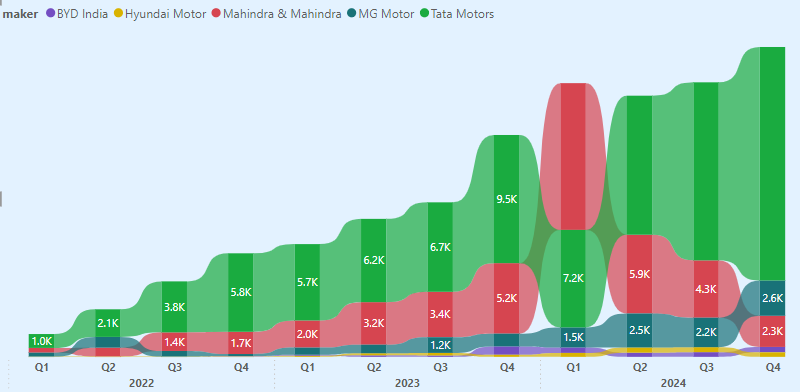 maker BYD India Hyundai Motor Mahindra & Mahindra MG Motor Tata Motors
9.5K
6.7K
6.2K
5.7K
5.8K
7.2K
5.9K
5.2K
4.3K
3.8K
2.1K
3.4K
3.2K
2.6K
2.0K
1.0K
1.4K
1.7K
1.2K
1.5K
2.5K
2.2K
2.3K
Q1 Q2 Q3 Q4 Q1 Q2 Q3 Q4 Q1 Q2 Q3 Q4
2022 2023 2024